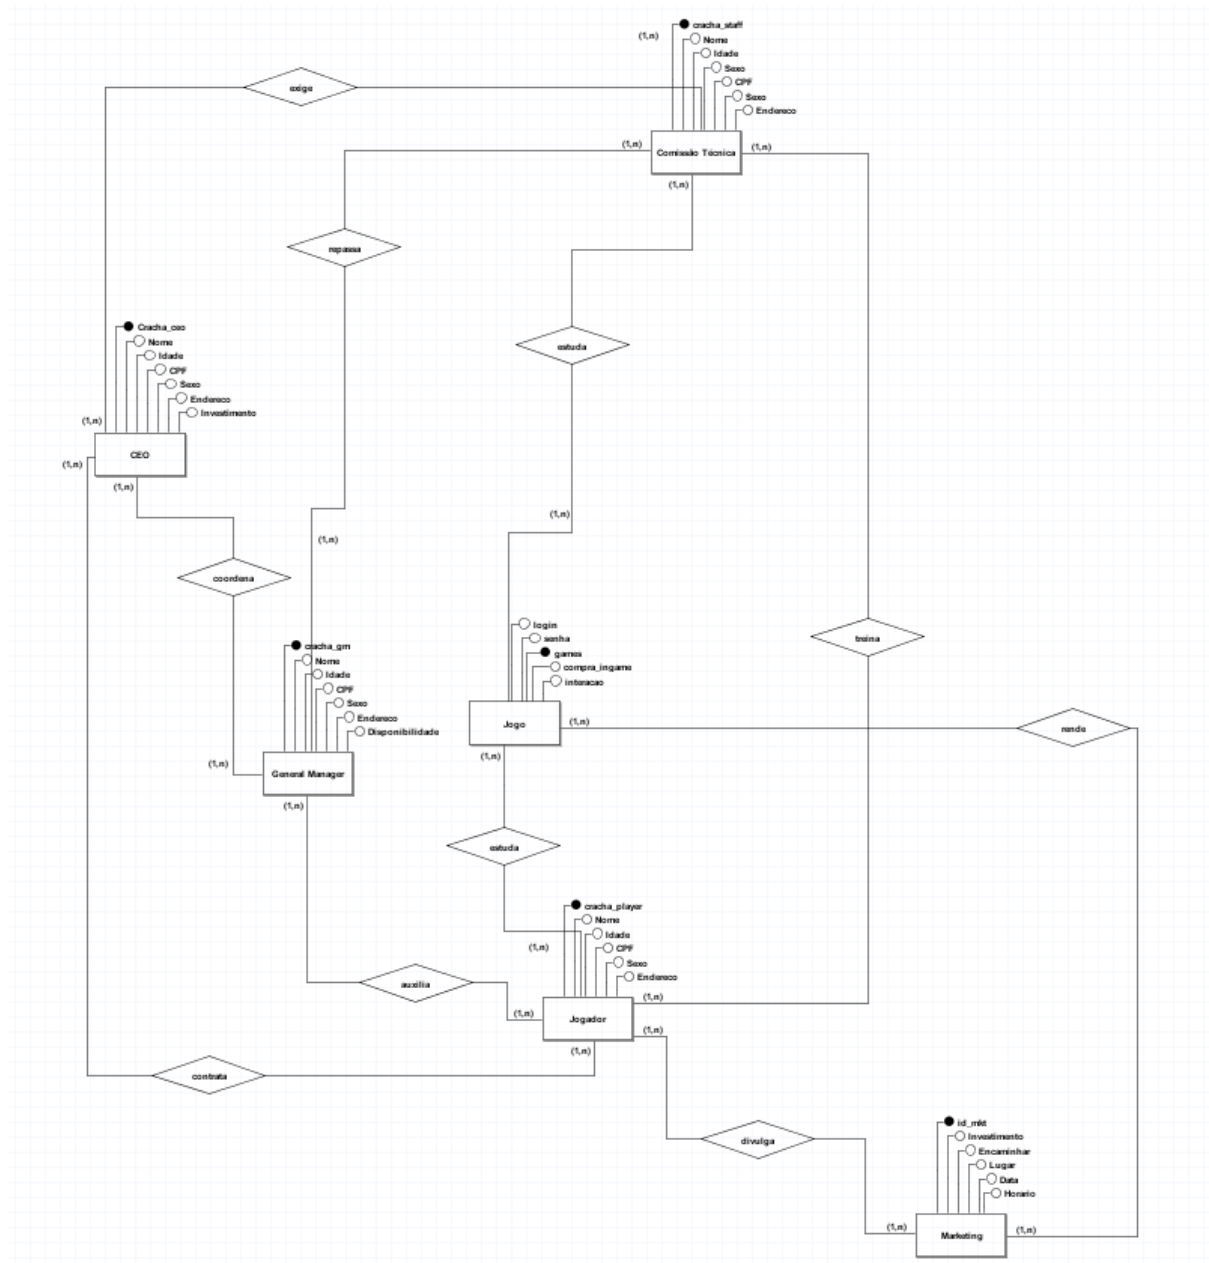 cracha_staff
(1,n)
Nome
Idade
Sexo
CPF
exige
Sexo
Endereco
(1,n)
Comissão Técnica
(1,n)
(1,n)
repassa
Cracha_ceo
Nome
estuda
Idade
CPF
Sexo
Endereco
Investimento
(1,n)
CEO
(1,n)
(1,n)
(1,n)
(1,n)
coordena
login
treina
senha
cracha_gm
games
Nome
compra_ingame
Idade
interacao
CPF
Sexo
Endereco
Jogo
(1,n)
rende
Disponibilidade
(1,n)
(1,n)
General Manager
(1,n)
estuda
cracha_player
Nome
Idade
(1,n)
CPF
Sexo
Endereco
auxilia
(1,n)
(1,n)
Jogador
(1,n)
(1,n)
contrata
id_mkt
Investimento
divulga
Encaminhar
Lugar
Data
Horario
(1,n)
Marketing
(1,n)